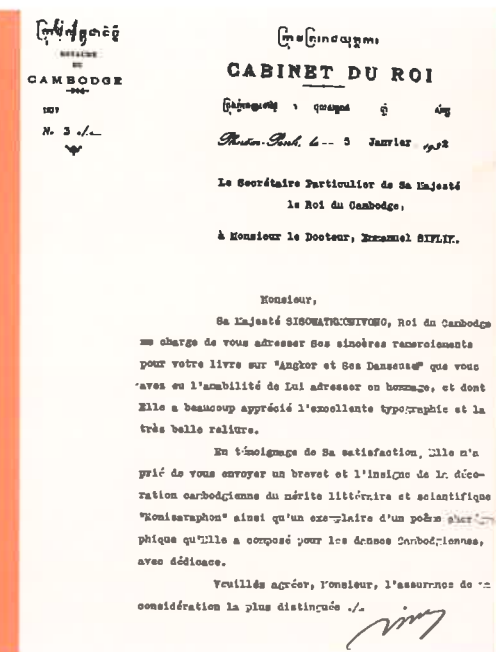 ROYAUME
DU
CAMBODGE
CABINET DU ROI
N. 3
Phnom-Penh, le -- 5 Janvier 1932
Le Secrétaire Particulier de Sa Majesté
le Roi du Cambodge,
à Monsieur le Docteur, Emmanuel
Monsieur,
Sa Majesté Roi du Cambodge
me charge de vous adresser Ses sincères remerciements
pour votre livre sur "Angkor et Ses Danseuses" que vous
avez eu l'amabilité de Lui adresser en hommage, et dont
Elle a beaucoup apprécié l'excellente typographie et la
très belle reliure.
En témoignage de Sa satisfaction, Elle m'a
prié de vous envoyer un brevet et l'insigne de la déco-
ration cambodgienne du mérite littéraire et scientifique
"Monisaraphon" ainsi qu'un exemplaire d'un poème
phique qu'Elle a composé pour les danses Cambodgiennes,
avec dédicace.
Veuillés agréer, Monsieur, l'assurance de
considération la plus distinguée ./.